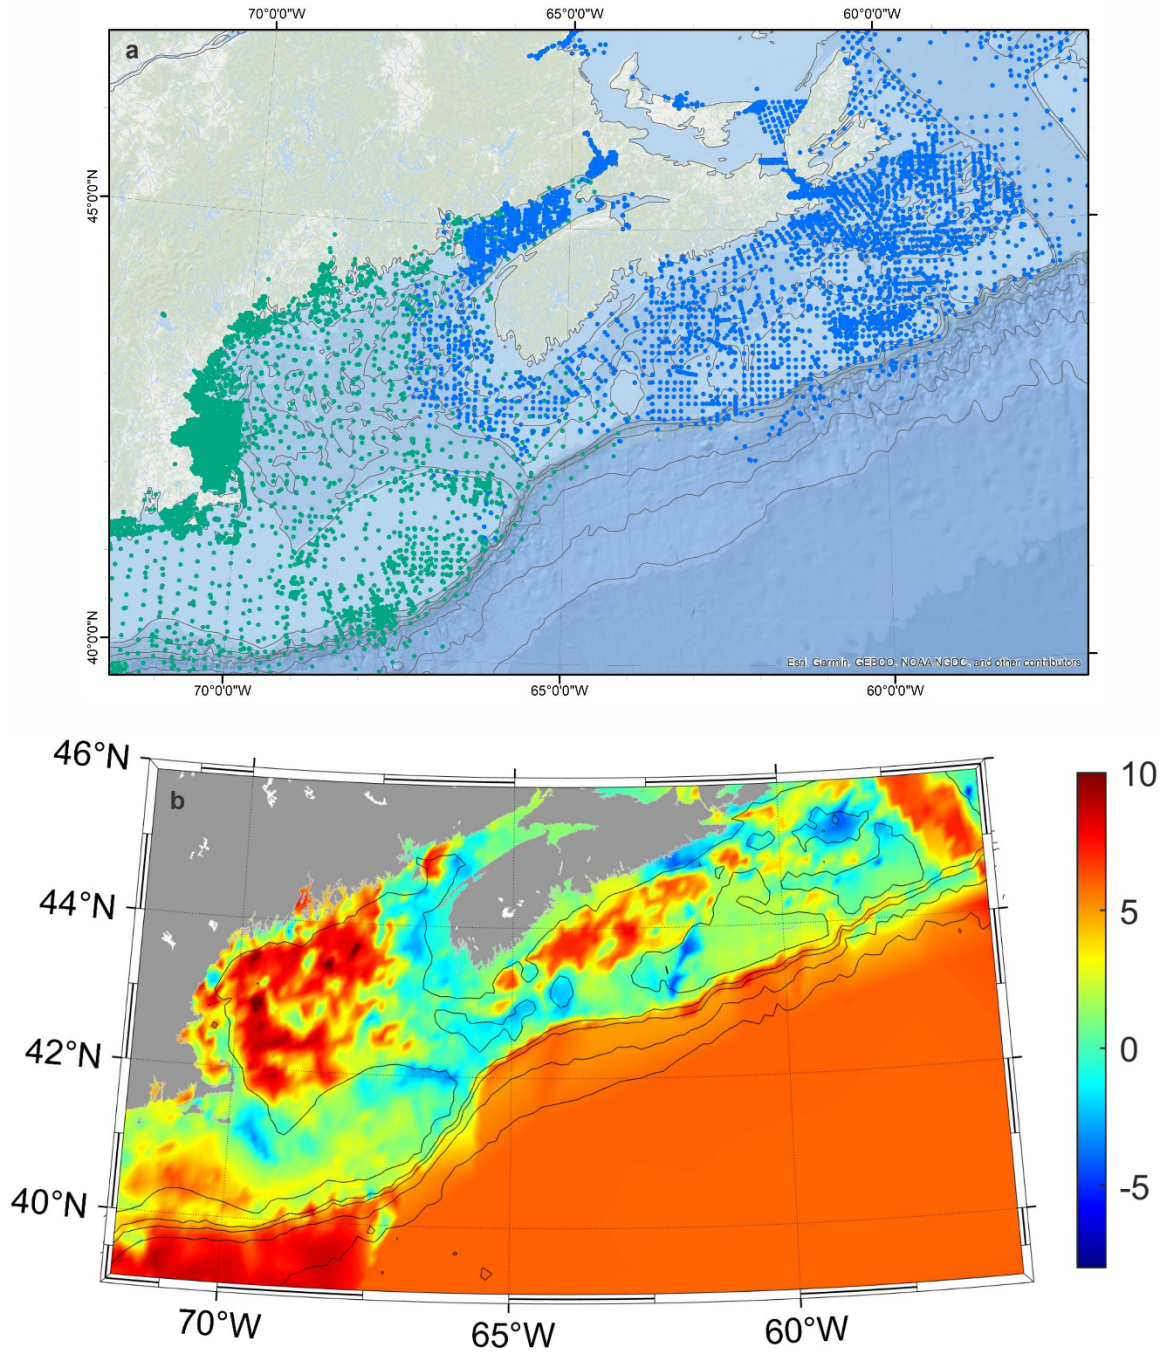 70°0'0"W 65°0'0"W 60°0'0"W
a
45°0'0"N
40°0'0"N
Esri, Garmin, GEBCO, NOAA NGDC, and other contributors
70°0'0"W 65°0'0"W 60°0'0"W
46°N
b
44°N
42°N
40°N
70°W 65°W 60°W
10
5
0
-5